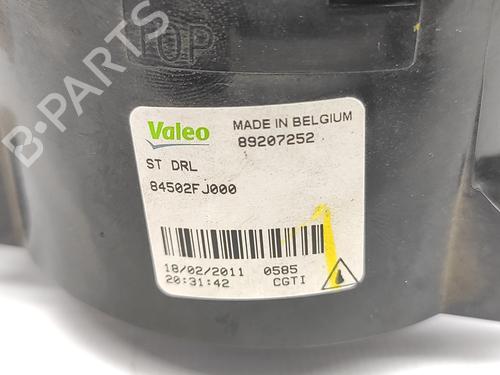 TOP
Valeo
MADE IN BELGIUM
89207252
ST DRL
84502FJ000
18/02/2011 0585
20:31:42 CGTI
B-PARTS